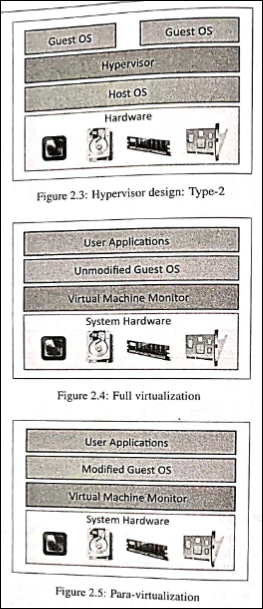 Guest OS Guest OS
Hypervisor
Host OS
Hardware
Figure 2.3: Hypervisor design: Type-2
User Applications
Unmodified Guest OS
Virtual Machine Monitor
System Hardware
Figure 2.4: Full virtualization
User Applications
Modified Guest OS
Virtual Machine Monitor
System Hardware
Figure 2.5: Para-virtualization